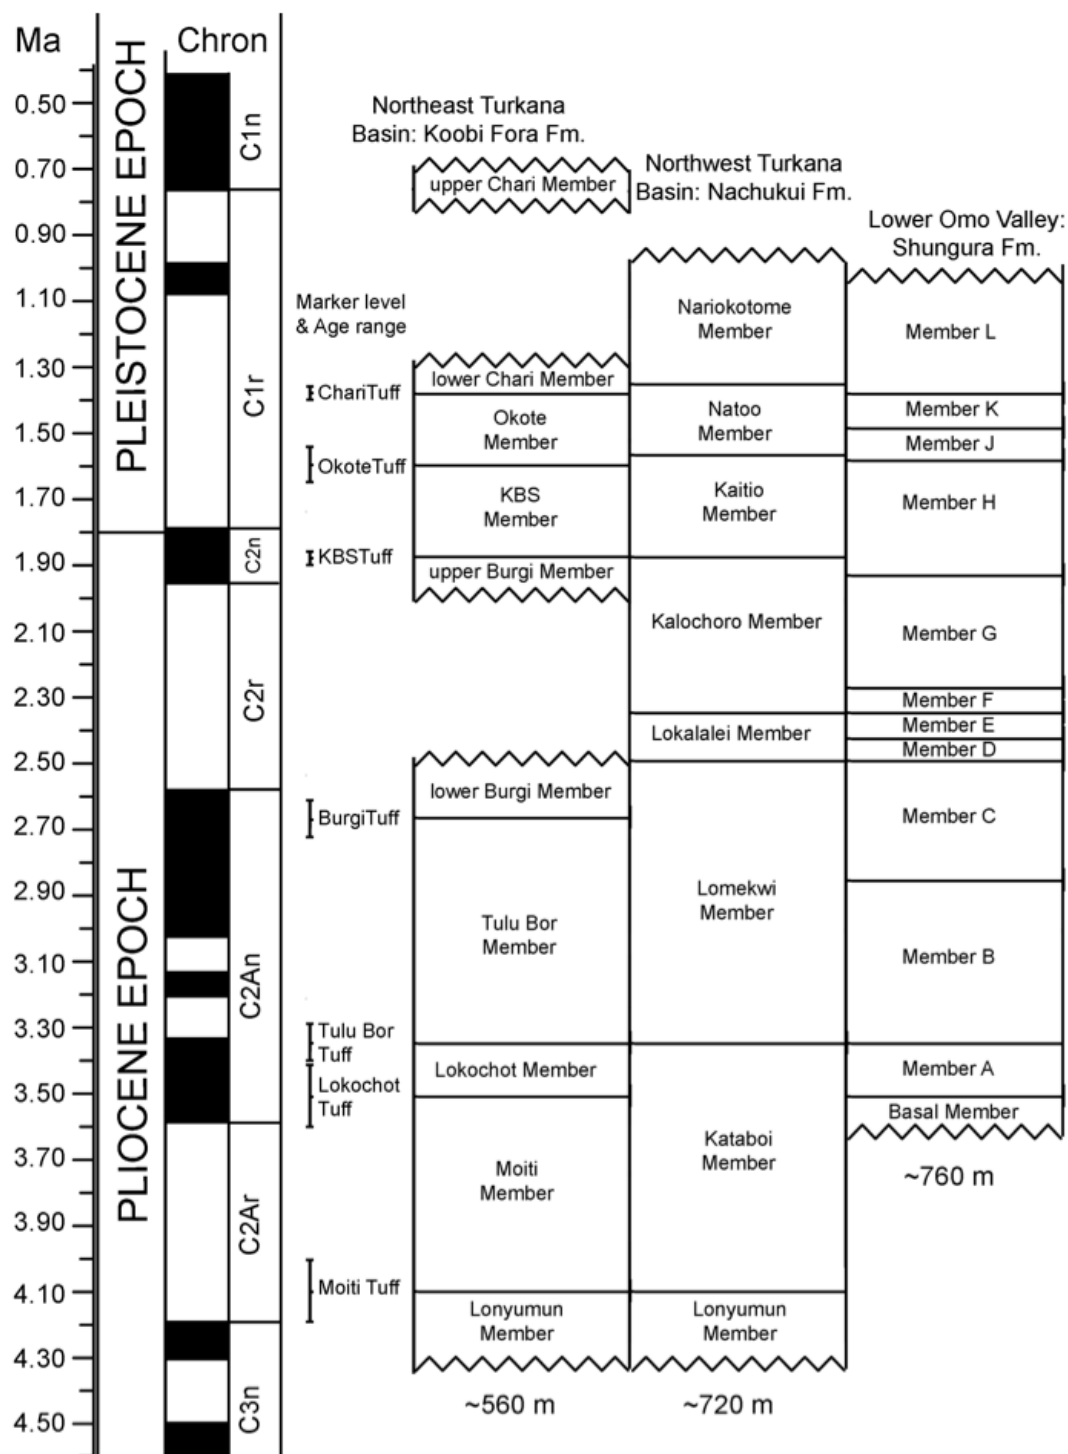 Ma
PLEISTOCENE EPOCH
PLIOCENE EPOCH
Chron
0.50
0.70
0.90
1.10
1.30
1.50
1.70
1.90
2.10
2.30
2.50
2.70
2.90
3.10
3.30
3.50
3.70
3.90
4.10
4.30
4.50
C1n
C1r
C2n
C2r
C2An
C2Ar
C3n
Marker level
& Age range
ChariTuff
OkoteTuff
KBSTuff
BurgiTuff
Tulu Bor
Tuff
Lokochot
Tuff
Moiti Tuff
Northeast Turkana
Basin: Koobi Fora Fm.
upper Chari Member
lower Chari Member
Okote
Member
KBS
Member
upper Burgi Member
lower Burgi Member
Tulu Bor
Member
Lokochot Member
Moiti
Member
Lonyumun
Member
~560 m
Northwest Turkana
Basin: Nachukui Fm.
Nariokotome
Member
Natoo
Member
Kaitio
Member
Kalochoro Member
Lokalalei Member
Lomekwi
Member
Kataboi
Member
Lonyumun
Member
~720 m
Lower Omo Valley:
Shungura Fm.
Member L
Member K
Member J
Member H
Member G
Member F
Member E
Member D
Member C
Member B
Member A
Basal Member
~760 m